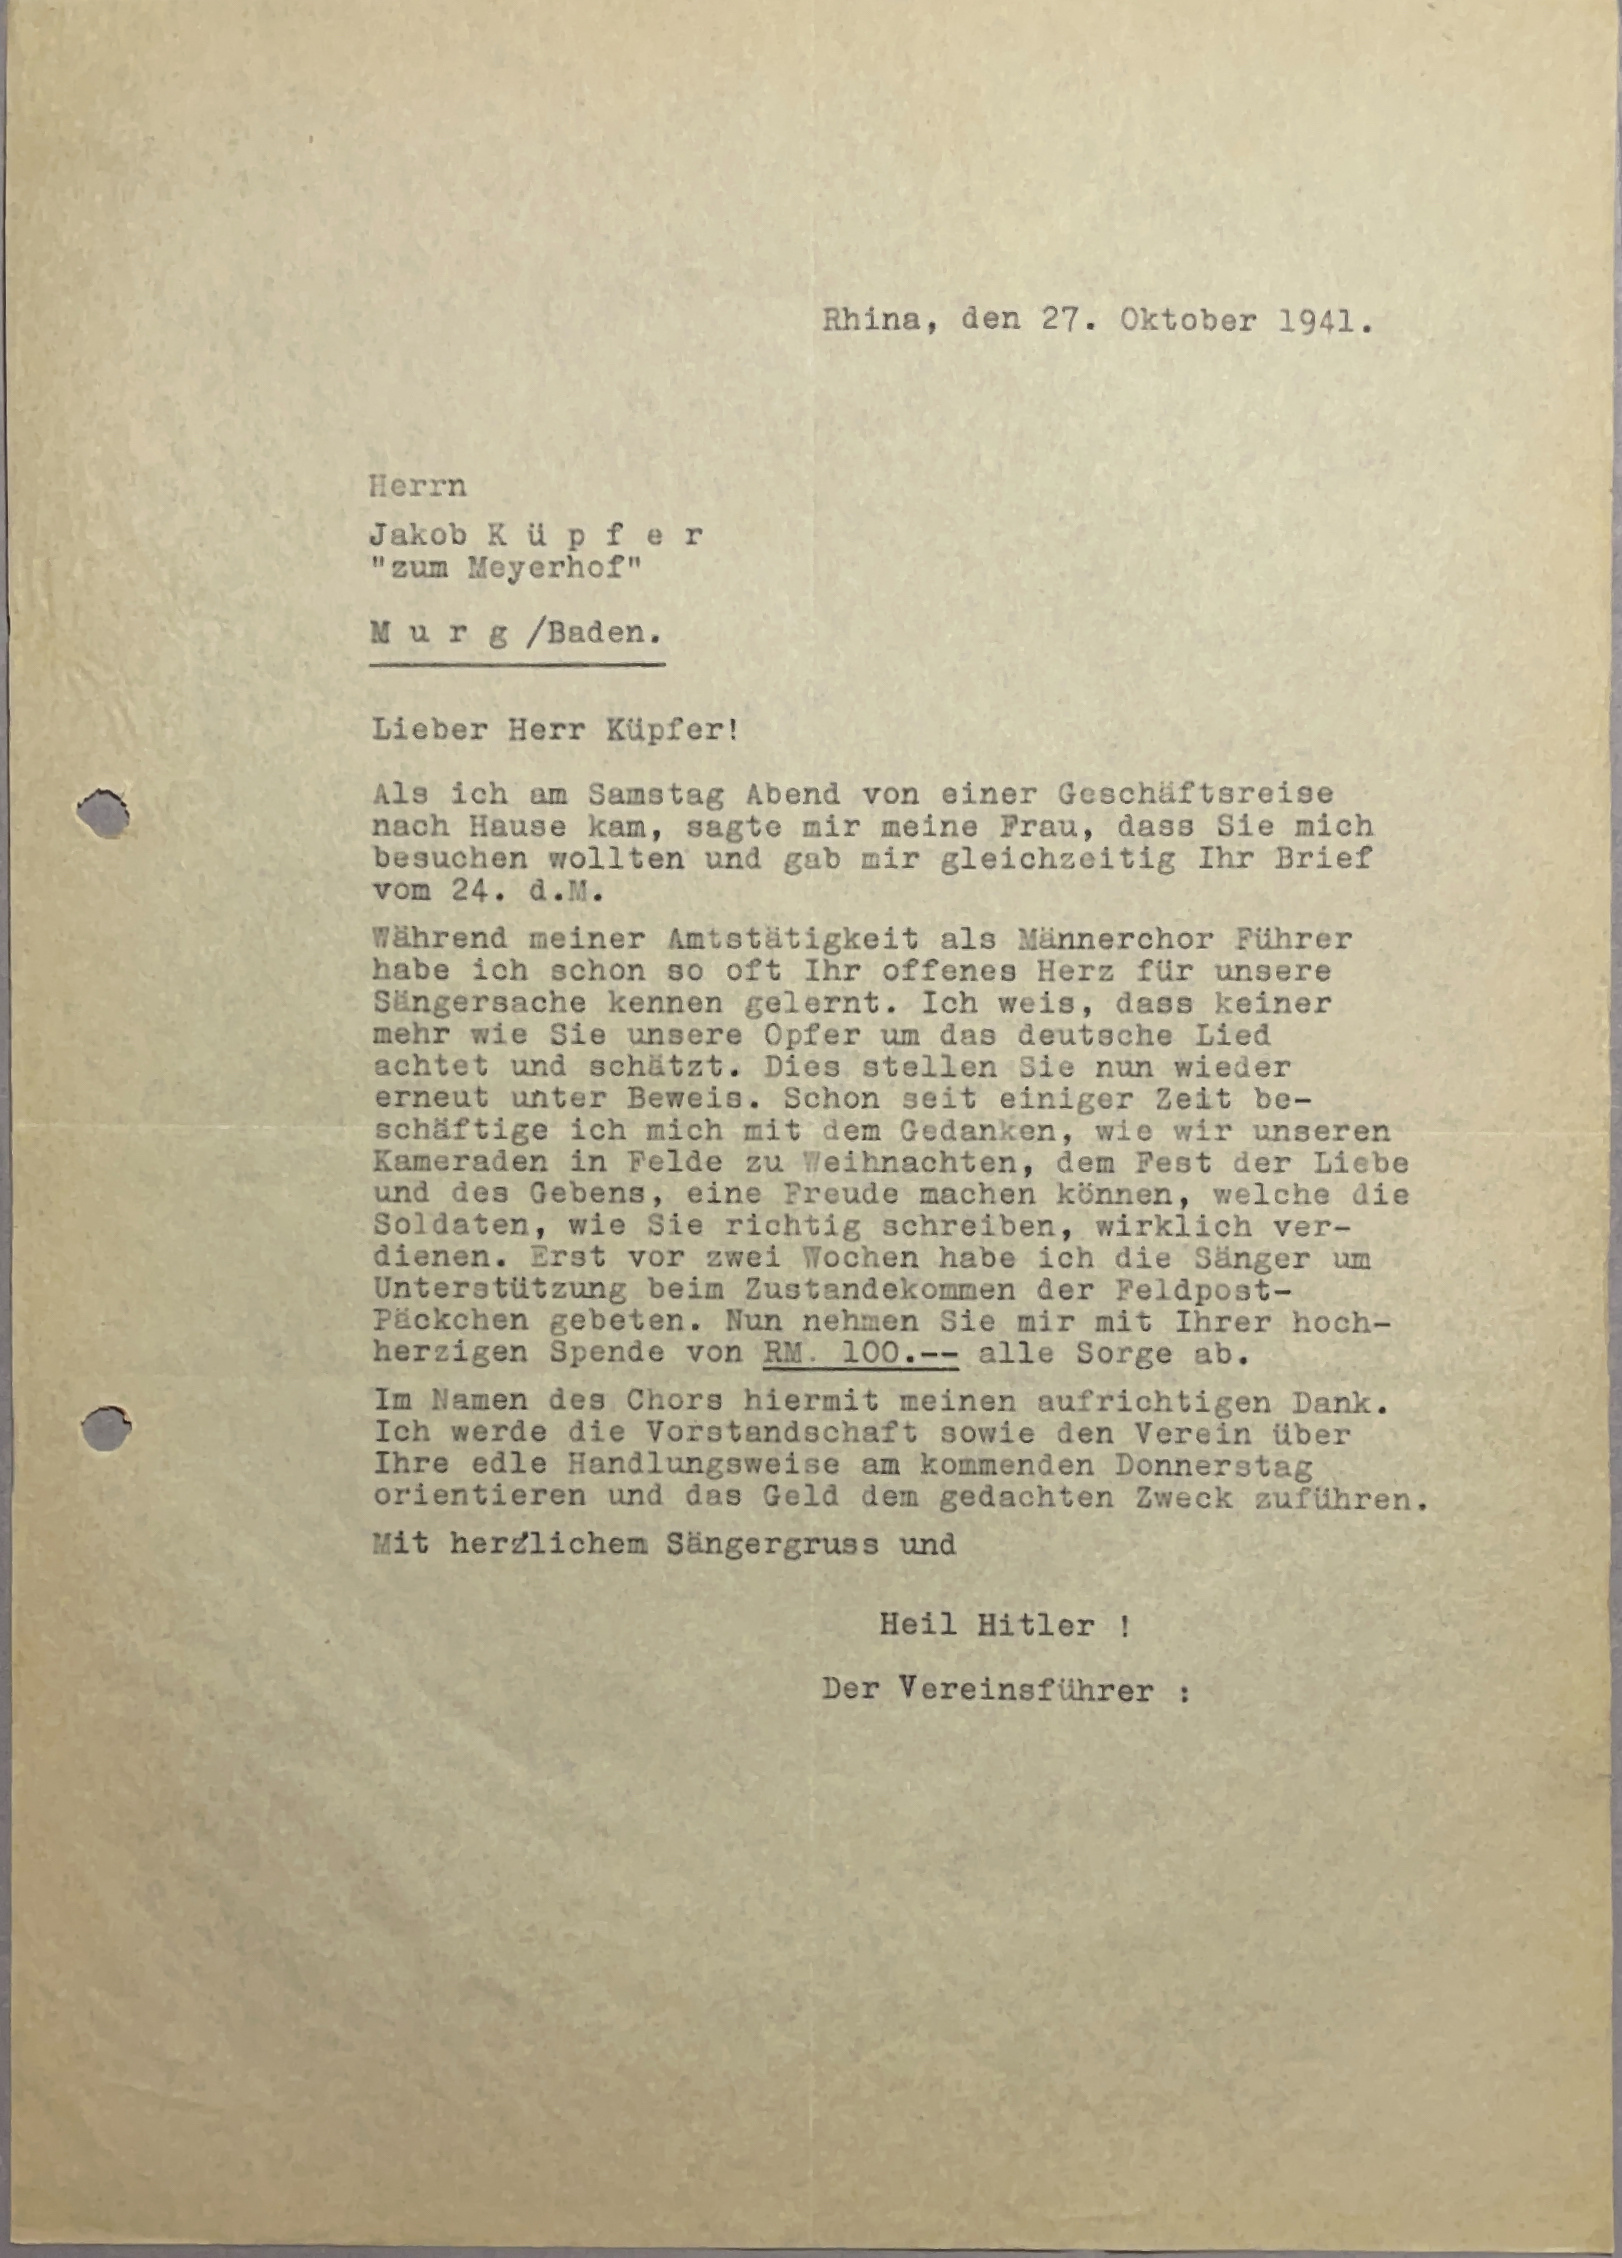 Rhina, den 27. Oktober 1941.
Herrn
Jakob K ü p f e r
"zum Meyerhof"
M u r g /Baden.
Lieber Herr Küpfer!
Als ich am Samstag Abend von einer Geschäftsreise
nach Hause kam, sagte mir meine Frau, dass Sie mich
besuchen wollten und gab mir gleichzeitig Ihr Brief
vom 24. d.M.
Während meiner Amtstätigkeit als Männerchor Führer
habe ich schon so oft Ihr offenes Herz für unsere
Sängersache kennen gelernt. Ich weis, dass keiner
mehr wie Sie unsere Opfer um das deutsche Lied
achtet und schätzt. Dies stellen Sie nun wieder
erneut unter Beweis. Schon seit einiger Zeit be-
schäftige ich mich mit dem Gedanken, wie wir unseren
Kameraden in Felde zu Weihnachten, dem Fest der Liebe
und des Gebens, eine Freude machen können, welche die
Soldaten, wie Sie richtig schreiben, wirklich ver-
dienen. Erst vor zwei Wochen habe ich die Sänger um
Unterstützung beim Zustandekommen der Feldpost-
Päckchen gebeten. Nun nehmen Sie mir mit Ihrer hoch-
herzigen Spende von RM. 100.-- alle Sorge ab.
Im Namen des Chors hiermit meinen aufrichtigen Dank.
Ich werde die Vorstandschaft sowie den Verein über
Ihre edle Handlungsweise am kommenden Donnerstag
orientieren und das Geld dem gedachten Zweck zuführen.
Mit herzlichem Sängergruss und
Heil Hitler !
Der Vereinsführer :